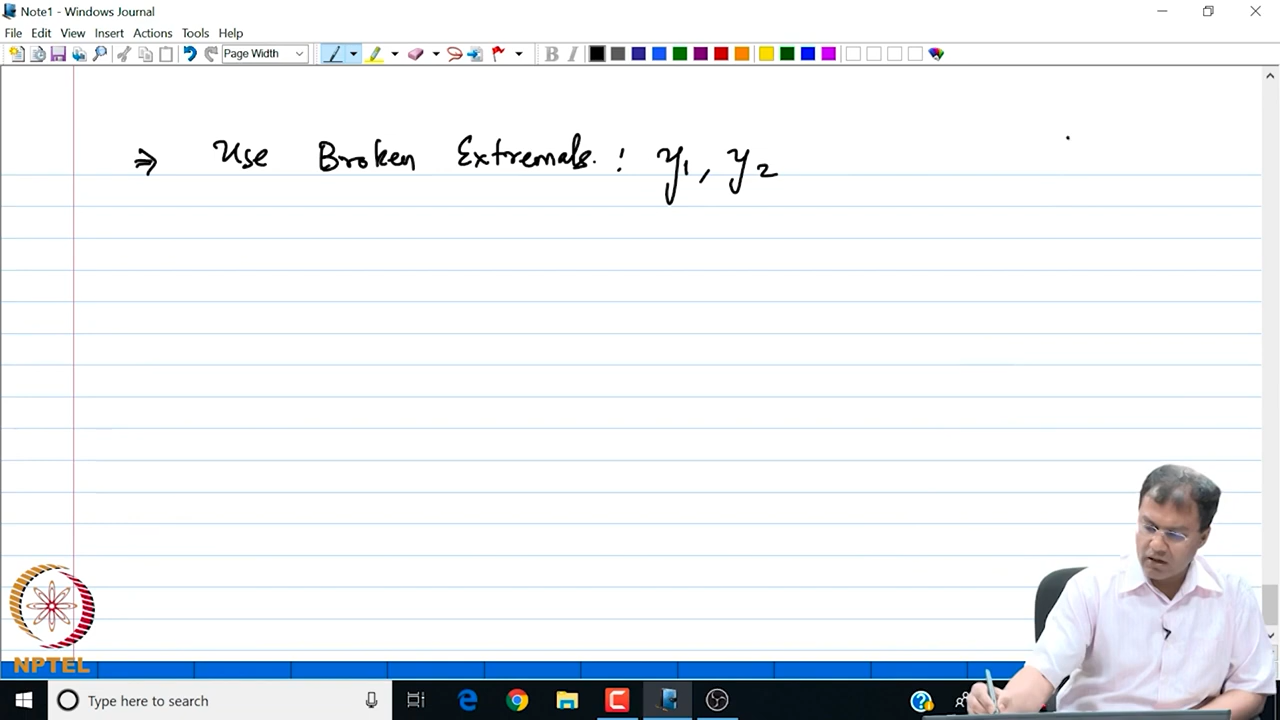 Note1 - Windows Journal
File Edit View Insert Actions Tools Help
Page Width
B I
⇒ Use Broken Extremals. : y1, y2
NPTEL
Type here to search